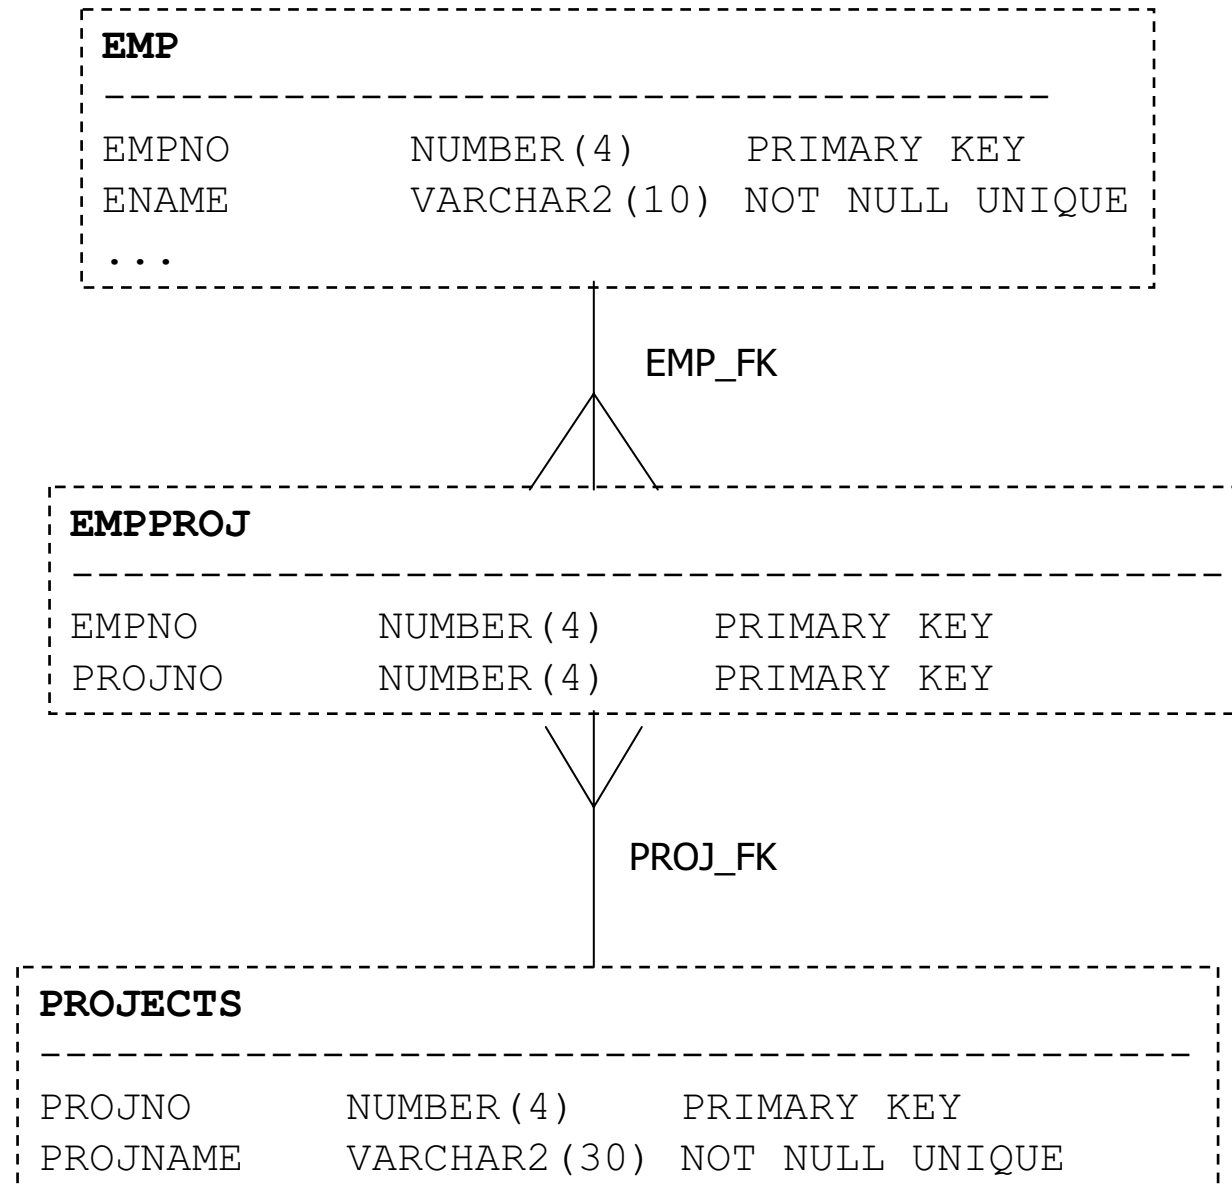 EMP
-------------------------------------
EMPNO NUMBER(4) PRIMARY KEY
ENAME VARCHAR2(10) NOT NULL UNIQUE
...
EMP_FK
EMPPROJ
---------------------------------------------
EMPNO NUMBER(4) PRIMARY KEY
PROJNO NUMBER(4) PRIMARY KEY
PROJ_FK
PROJECTS
---------------------------------------------
PROJNO NUMBER(4) PRIMARY KEY
PROJNAME VARCHAR2(30) NOT NULL UNIQUE